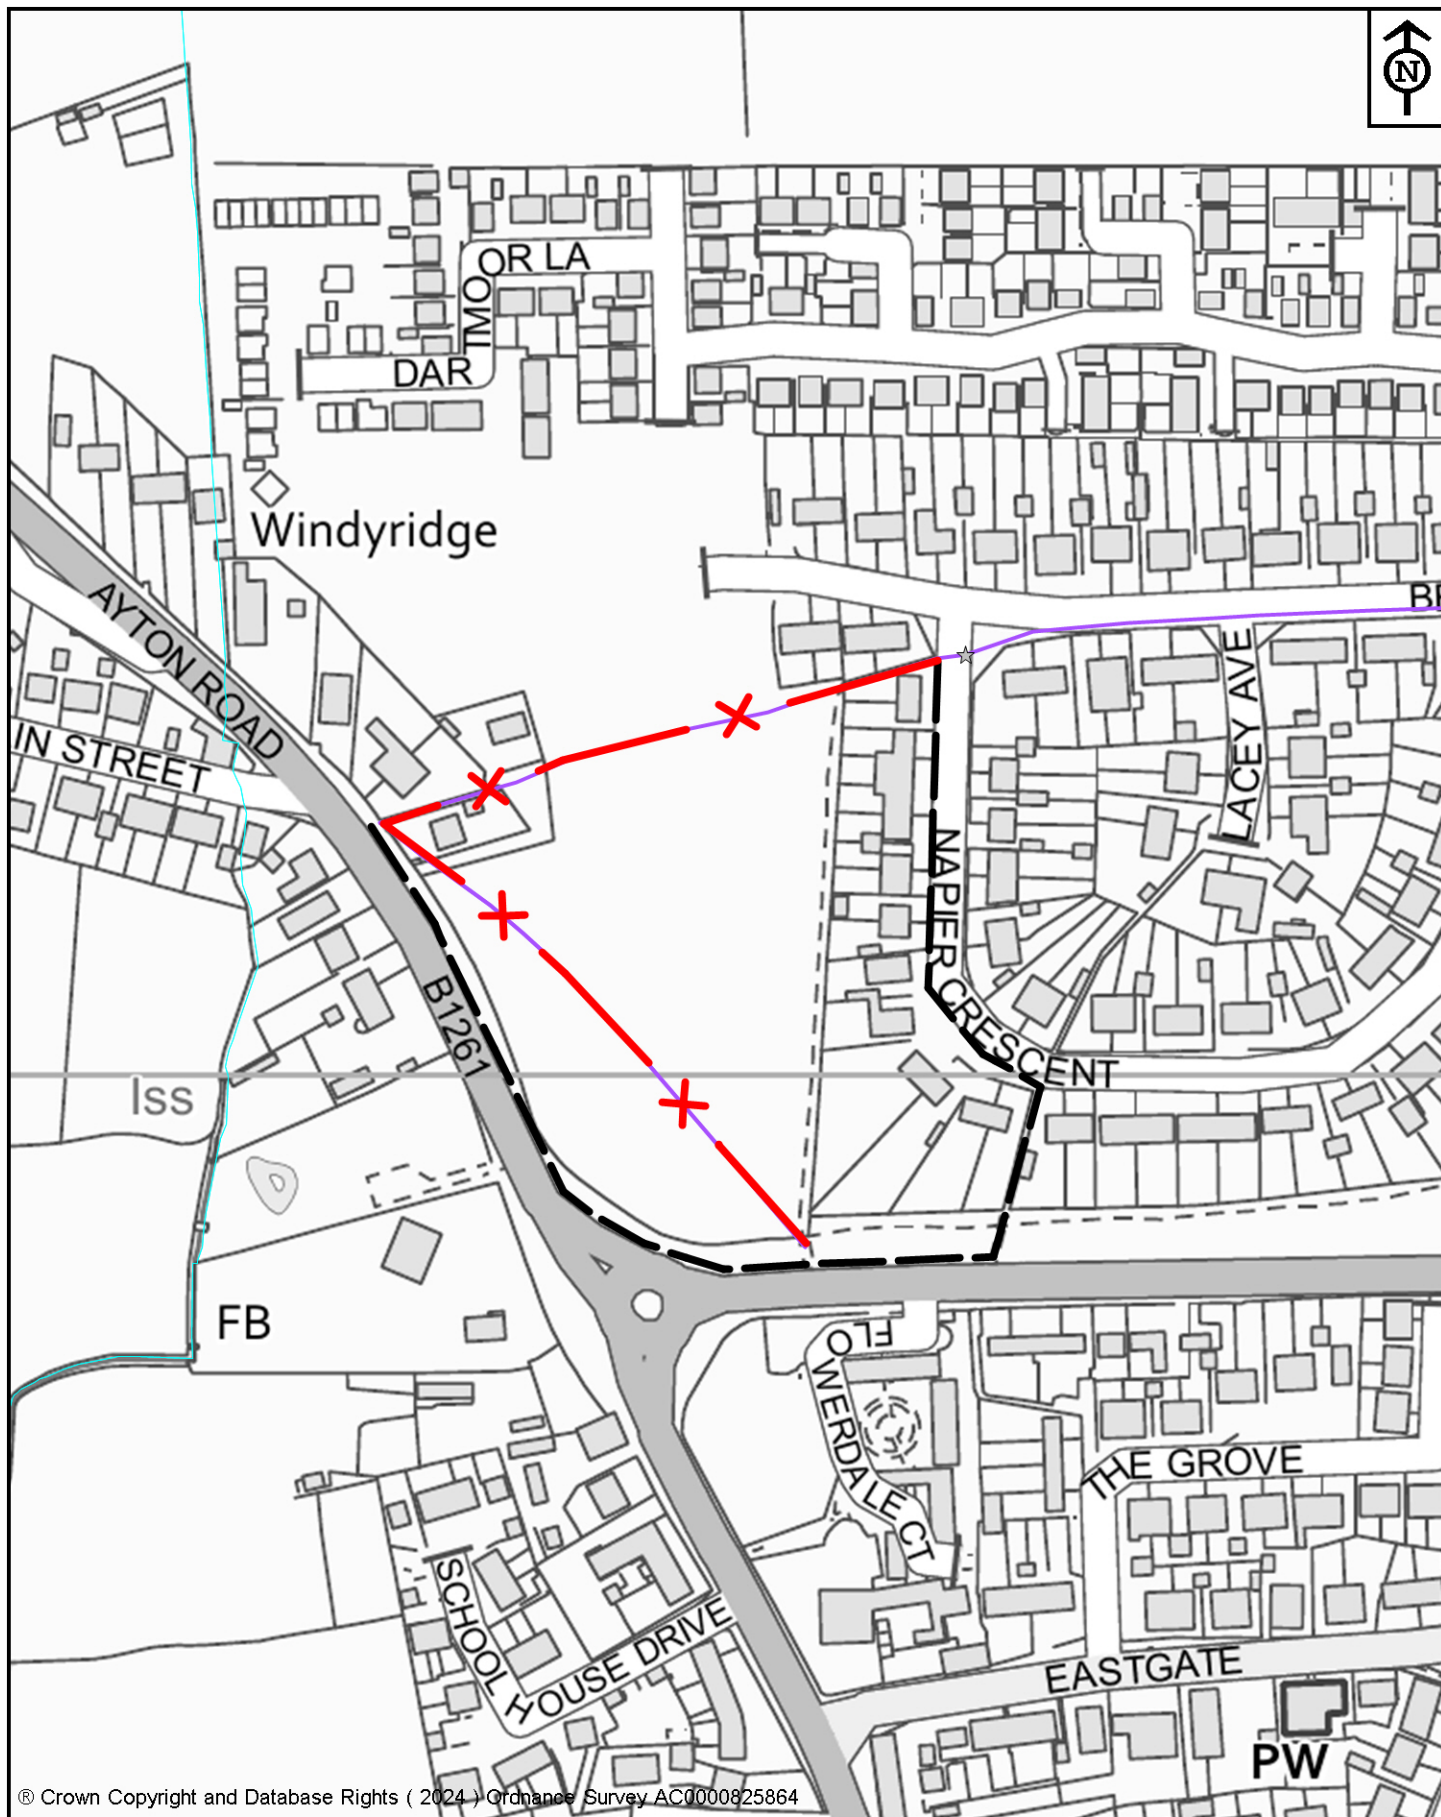 N
OR LA
TMO
DAR
Windyridge
BR
AYTON ROAD
LACEY AVE
IN STREET
NAPIER CRESCENT
B1261
Iss
FB
FLO
WERDALE CT
THE GROVE
SCHOOL HOUSE DRIVE
EASTGATE
PW
® Crown Copyright and Database Rights ( 2024 ) Ordnance Survey AC0000825864